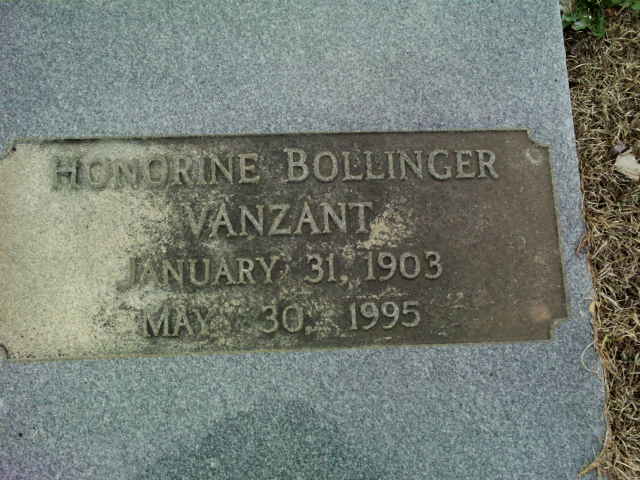 HONORINE BOLLINGER
VANZANT
JANUARY 31, 1903
MAY 30, 1995